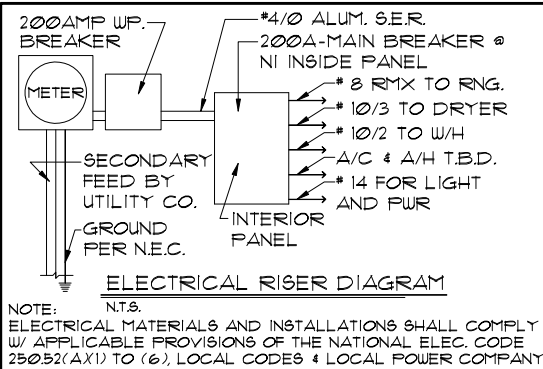 200AMP WP.
BREAKER
#4/0 ALUM. S.E.R.
200A-MAIN BREAKER @
NI INSIDE PANEL
METER
# 8 RMX TO RNG.
# 10/3 TO DRYER
# 10/2 TO W/H
A/C & A/H T.B.D.
# 14 FOR LIGHT
AND PWR
SECONDARY
FEED BY
UTILITY CO.
GROUND
PER N.E.C.
INTERIOR
PANEL
ELECTRICAL RISER DIAGRAM
N.T.S.
NOTE:
ELECTRICAL MATERIALS AND INSTALLATIONS SHALL COMPLY
W/ APPLICABLE PROVISIONS OF THE NATIONAL ELEC. CODE
250.52(A)(1) TO (6), LOCAL CODES & LOCAL POWER COMPANY